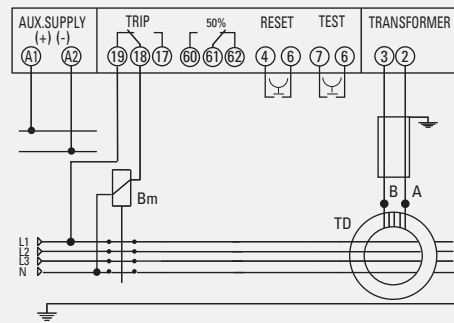 AUX.SUPPLY TRIP 50% RESET TEST TRANSFORMER
(+) (-)
A1 A2 19 18 17 60 61 62 4 6 7 6 3 2
Bm
B A
TD
L1
L2
L3
N